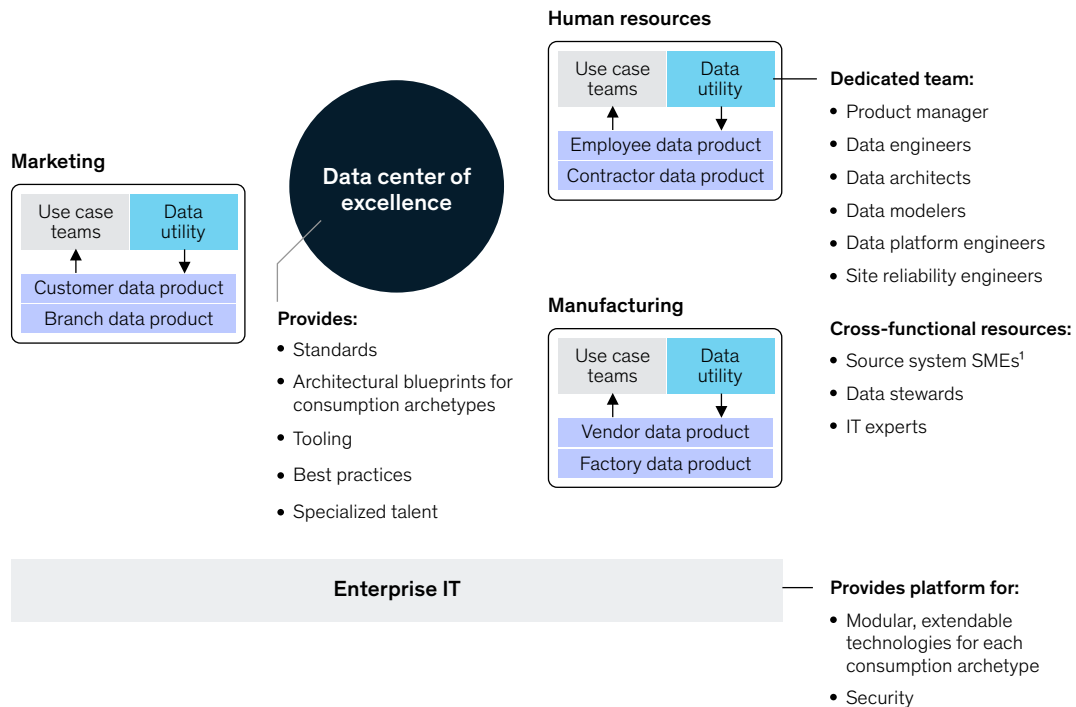 Human resources
Use case
teams
Data
utility
Employee data product
Contractor data product
Dedicated team:
• Product manager
• Data engineers
• Data architects
• Data modelers
• Data platform engineers
• Site reliability engineers
Cross-functional resources:
• Source system SMEs¹
• Data stewards
• IT experts
Data center of
excellence
Marketing
Use case
teams
Data
utility
Customer data product
Branch data product
Provides:
• Standards
• Architectural blueprints for
consumption archetypes
• Tooling
• Best practices
• Specialized talent
Manufacturing
Use case
teams
Data
utility
Vendor data product
Factory data product
Enterprise IT
Provides platform for:
• Modular, extendable
technologies for each
consumption archetype
• Security